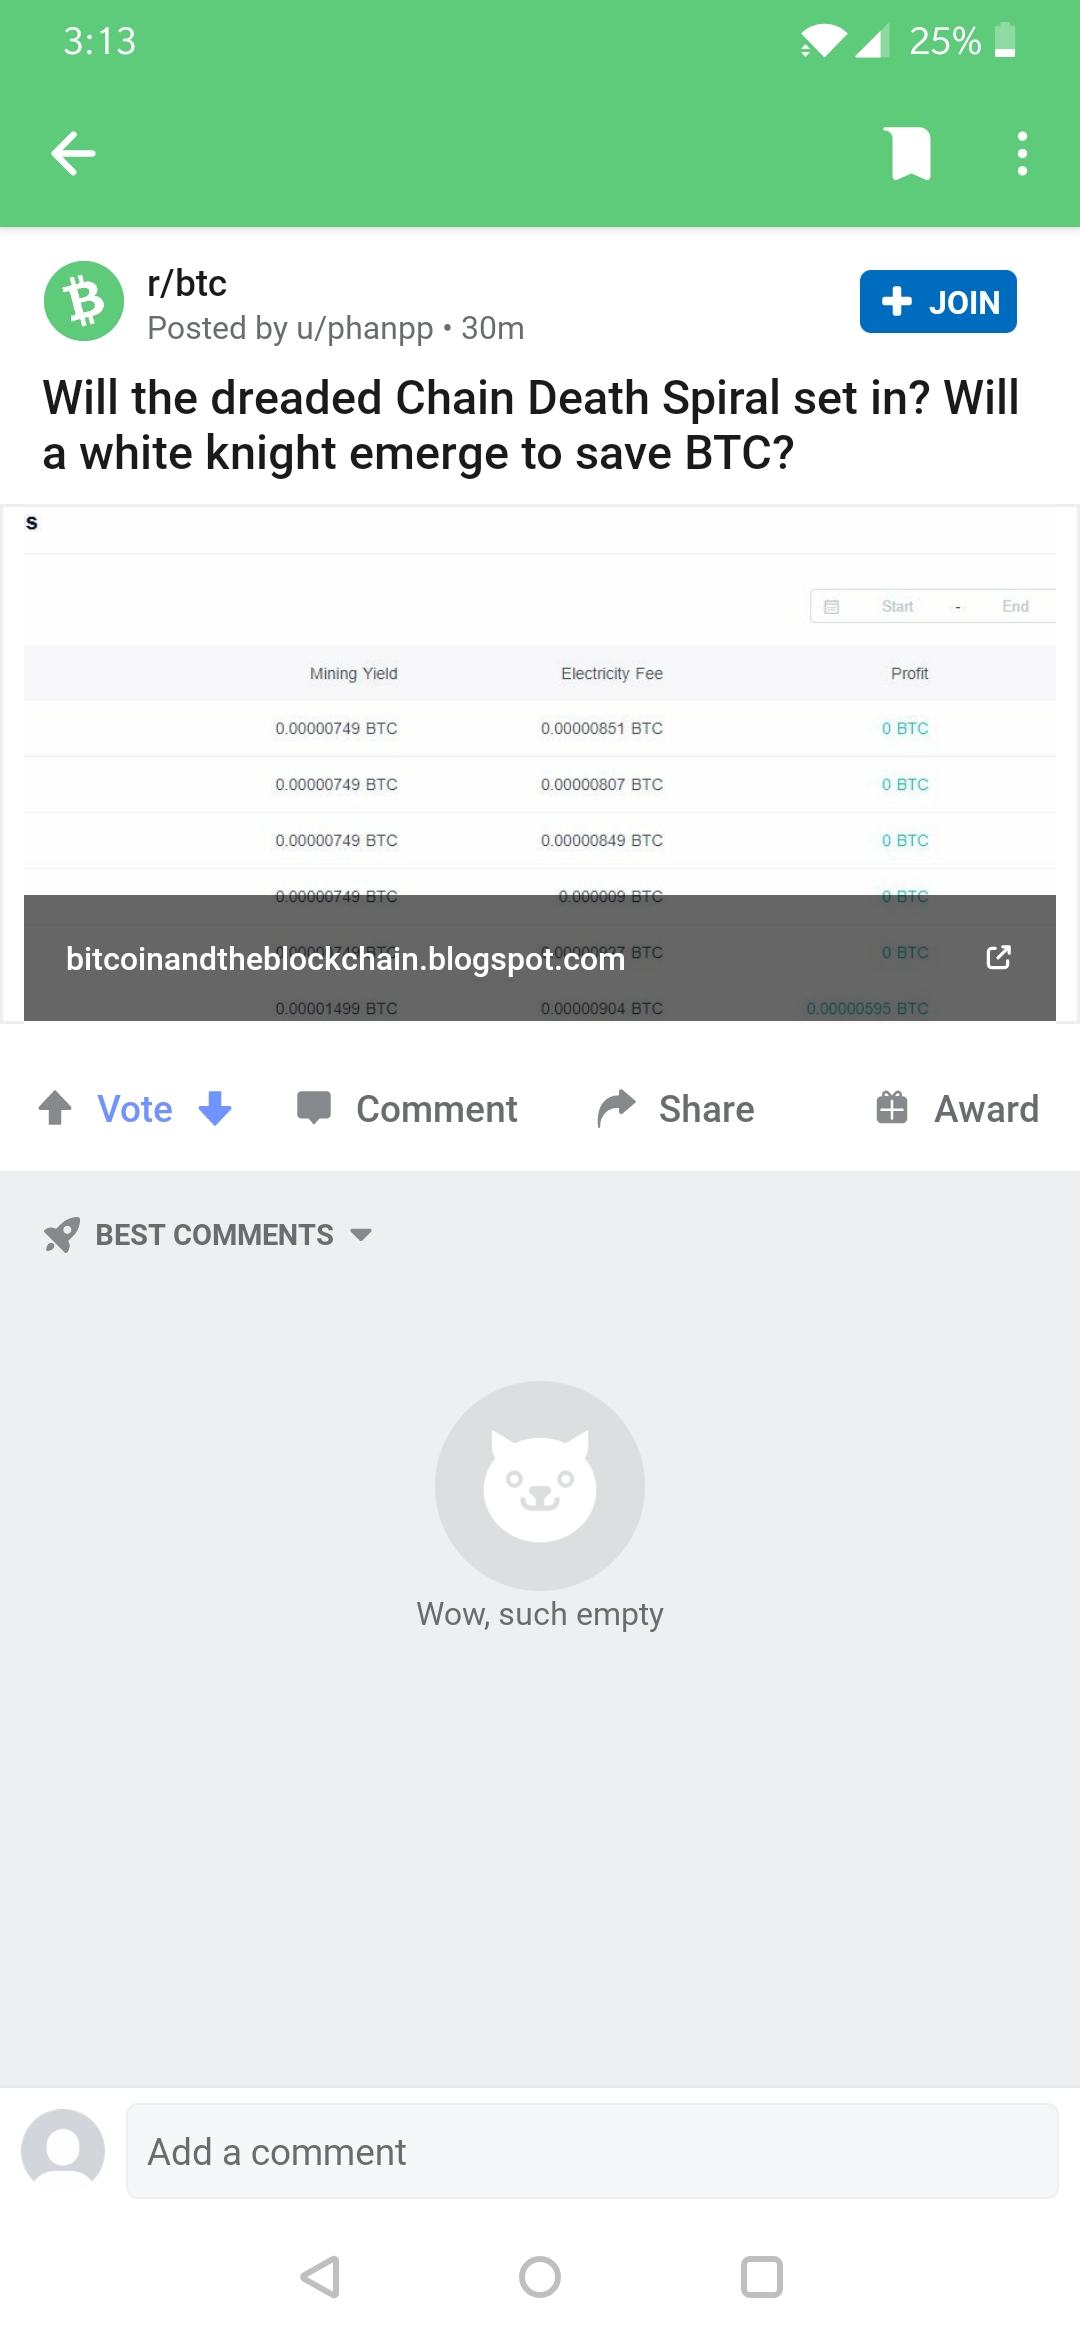 3:13
25%
r/btc
Posted by u/phanpp • 30m
JOIN
Will the dreaded Chain Death Spiral set in? Will
a white knight emerge to save BTC?
s
Start - End
Mining Yield Electricity Fee Profit
0.00000749 BTC 0.00000851 BTC 0 BTC
0.00000749 BTC 0.00000807 BTC 0 BTC
0.00000749 BTC 0.00000849 BTC 0 BTC
0.00000749 BTC 0.000009 BTC 0 BTC
bitcoinandtheblockchain.blogspot.com
BTC 0 BTC
0.00001499 BTC 0.00000904 BTC 0.00000595 BTC
Vote Comment Share Award
BEST COMMENTS
Wow, such empty
Add a comment